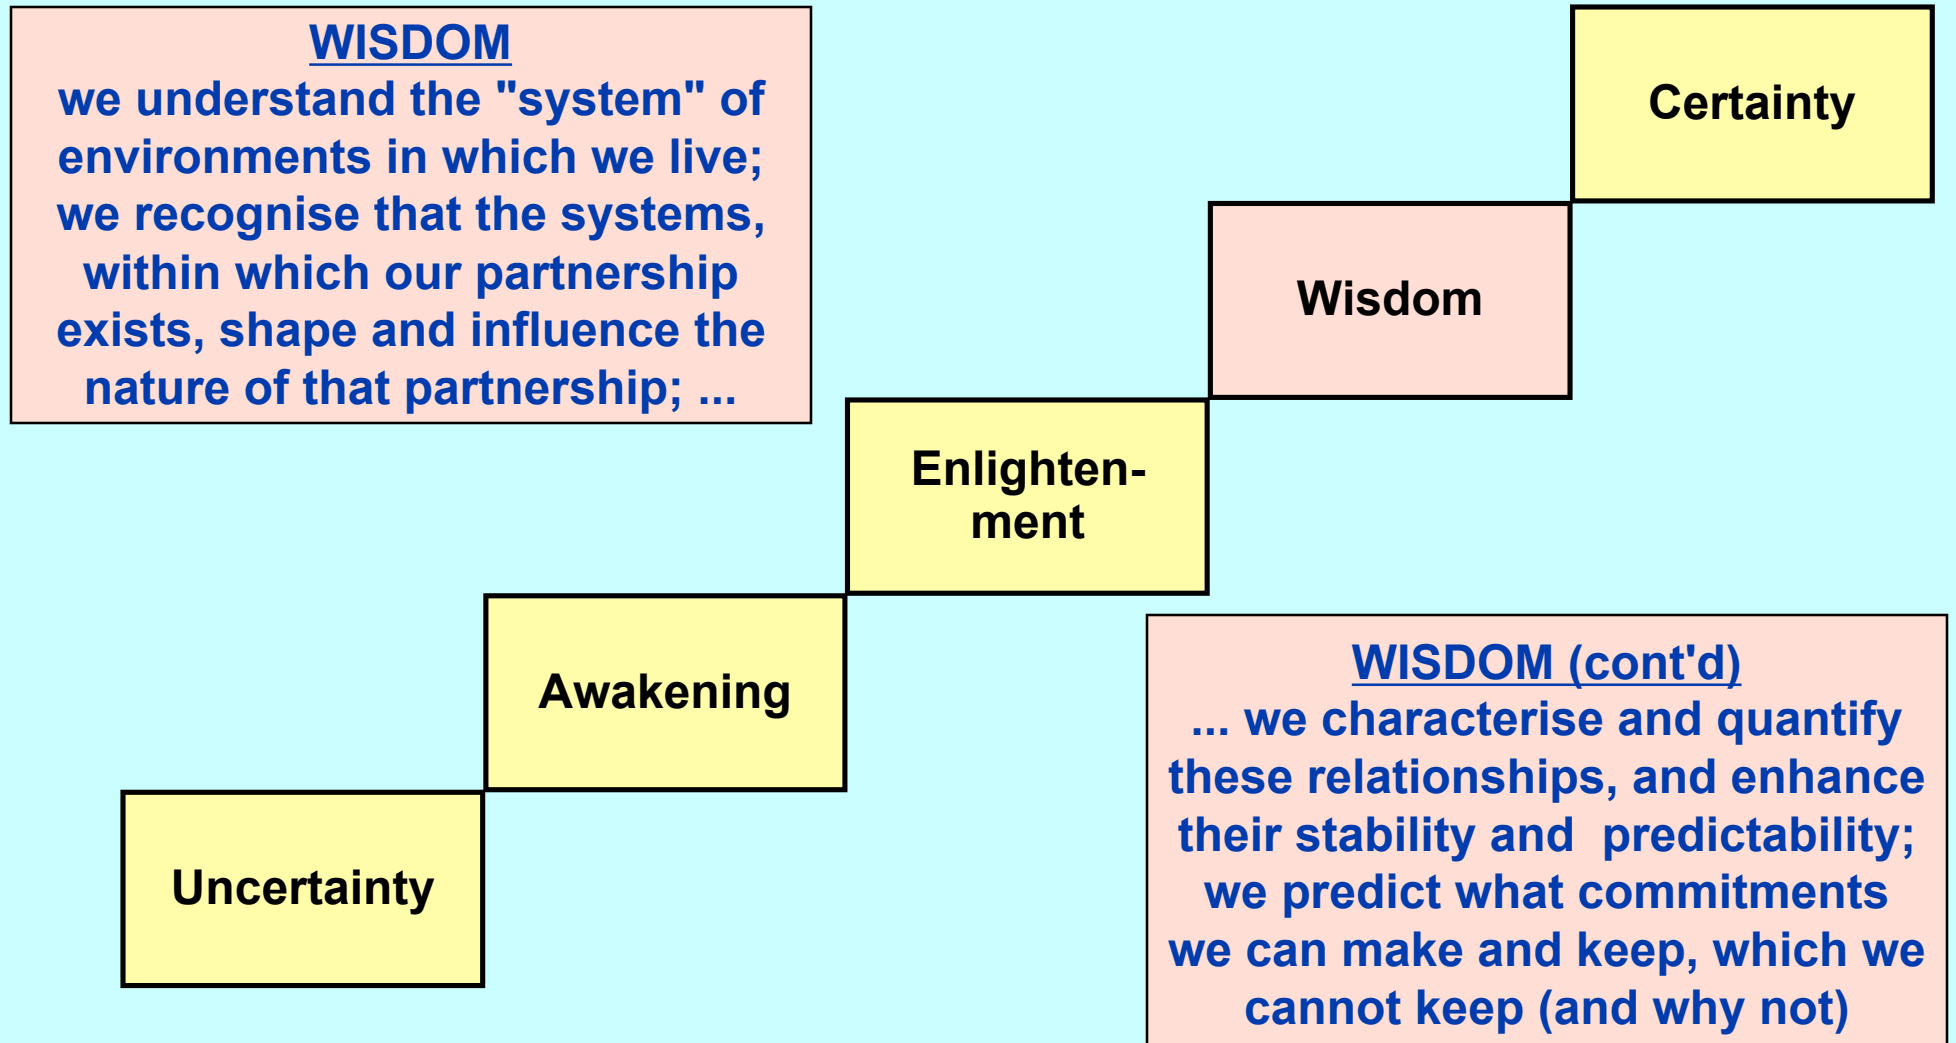 WISDOM
we understand the "system" of
environments in which we live;
we recognise that the systems,
within which our partnership
exists, shape and influence the
nature of that partnership; ...
Certainty
Wisdom
Enlighten-
ment
Awakening
Uncertainty
WISDOM (cont'd)
... we characterise and quantify
these relationships, and enhance
their stability and  predictability;
we predict what commitments
we can make and keep, which we
cannot keep (and why not)